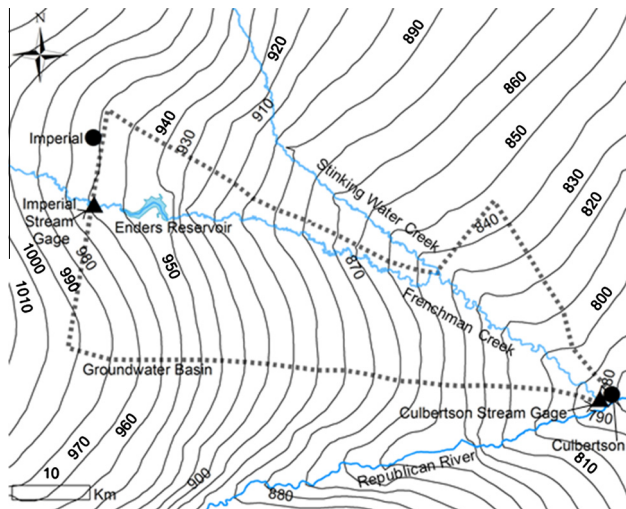 N
920
890
940
930
910
860
850
830
820
Imperial
Stinking Water Creek
Imperial
Stream
Gage
Enders Reservoir
840
1000
990
980
1010
950
870
800
Frenchman Creek
Groundwater Basin
780
Culbertson Stream Gage
790
Culbertson
970
960
810
900
880
Republican River
10
Km